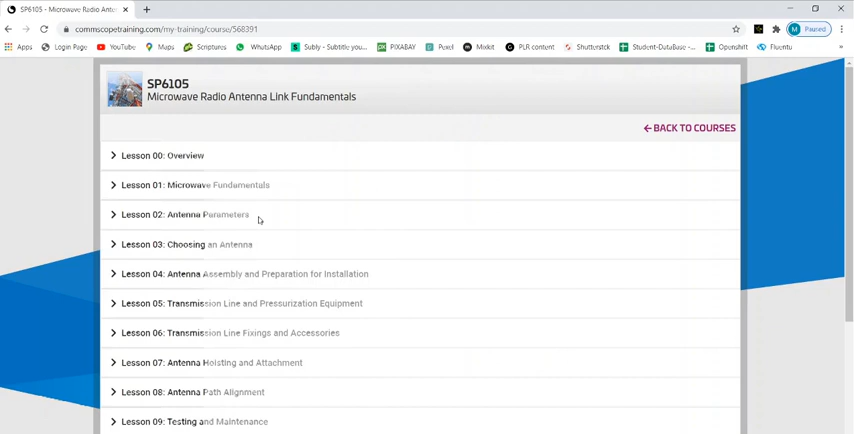 SP6105 - Microwave Radio Anten
commscopetraining.com/my-training/course/568391
M Paused
Apps Login Page YouTube Maps Scriptures WhatsApp Subly - Subtitle you... PIXABAY Pexel Mixkit PLR content Shutterstck Student-DataBase -... Openshift Fluentu »
SP6105
Microwave Radio Antenna Link Fundamentals
BACK TO COURSES
Lesson 00: Overview
Lesson 01: Microwave Fundamentals
Lesson 02: Antenna Parameters
Lesson 03: Choosing an Antenna
Lesson 04: Antenna Assembly and Preparation for Installation
Lesson 05: Transmission Line and Pressurization Equipment
Lesson 06: Transmission Line Fixings and Accessories
Lesson 07: Antenna Hoisting and Attachment
Lesson 08: Antenna Path Alignment
Lesson 09: Testing and Maintenance